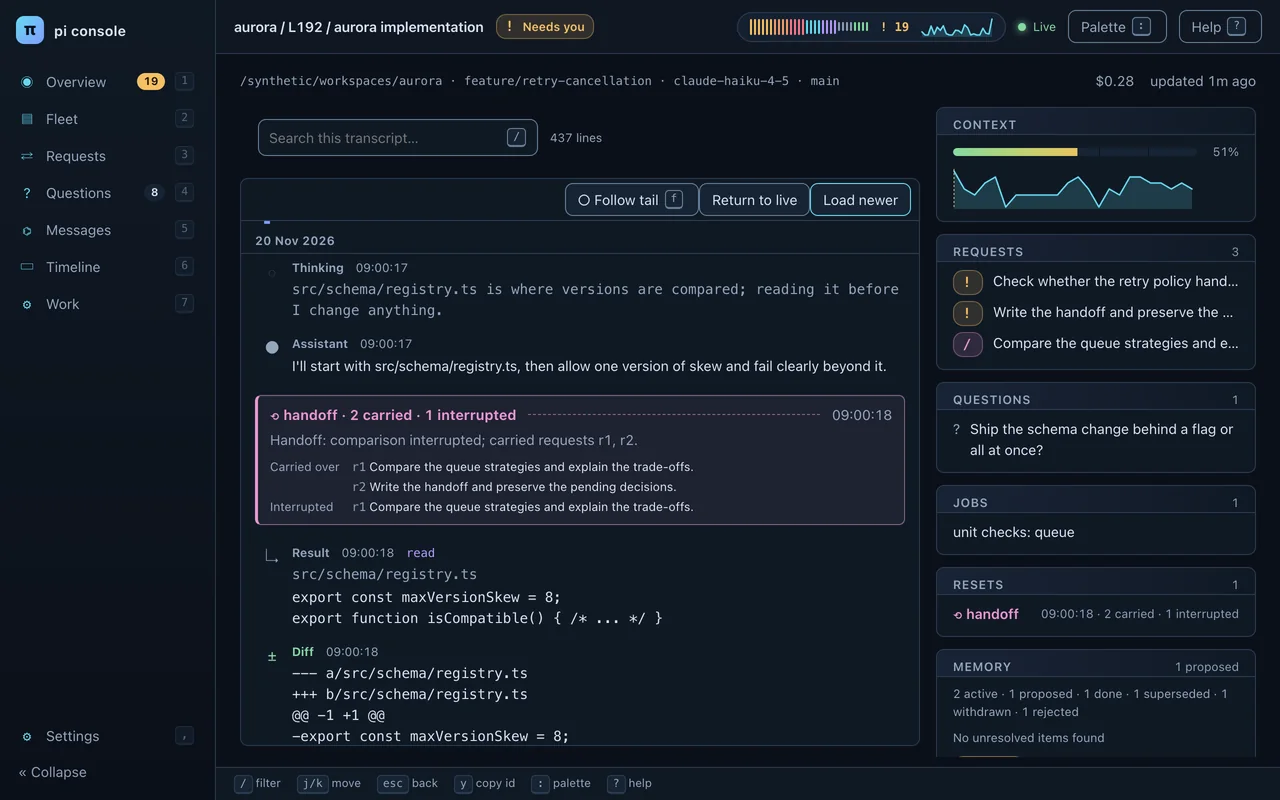 π pi console
Overview 19 1
Fleet 2
Requests 3
? Questions 8 4
Messages 5
Timeline 6
Work 7
Settings ,
« Collapse
aurora / L192 / aurora implementation ! Needs you
! 19 Live Palette : Help ?
/synthetic/workspaces/aurora · feature/retry-cancellation · claude-haiku-4-5 · main
$0.28 updated 1m ago
Search this transcript... / 437 lines
Follow tail f Return to live Load newer
20 Nov 2026
Thinking 09:00:17
src/schema/registry.ts is where versions are compared; reading it before
I change anything.
Assistant 09:00:17
I'll start with src/schema/registry.ts, then allow one version of skew and fail clearly beyond it.
handoff · 2 carried · 1 interrupted 09:00:18
Handoff: comparison interrupted; carried requests r1, r2.
Carried over r1 Compare the queue strategies and explain the trade-offs.
r2 Write the handoff and preserve the pending decisions.
Interrupted r1 Compare the queue strategies and explain the trade-offs.
Result 09:00:18 read
src/schema/registry.ts
export const maxVersionSkew = 8;
export function isCompatible() { /* ... */ }
± Diff 09:00:18
--- a/src/schema/registry.ts
+++ b/src/schema/registry.ts
@@ -1 +1 @@
-export const maxVersionSkew = 8;
CONTEXT
51%
REQUESTS 3
! Check whether the retry policy hand...
! Write the handoff and preserve the ...
/ Compare the queue strategies and e...
QUESTIONS 1
? Ship the schema change behind a flag or
all at once?
JOBS 1
unit checks: queue
RESETS 1
handoff 09:00:18 · 2 carried · 1 interrupted
MEMORY 1 proposed
2 active · 1 proposed · 1 done · 1 superseded · 1
withdrawn · 1 rejected
No unresolved items found
/ filter j/k move esc back y copy id : palette ? help